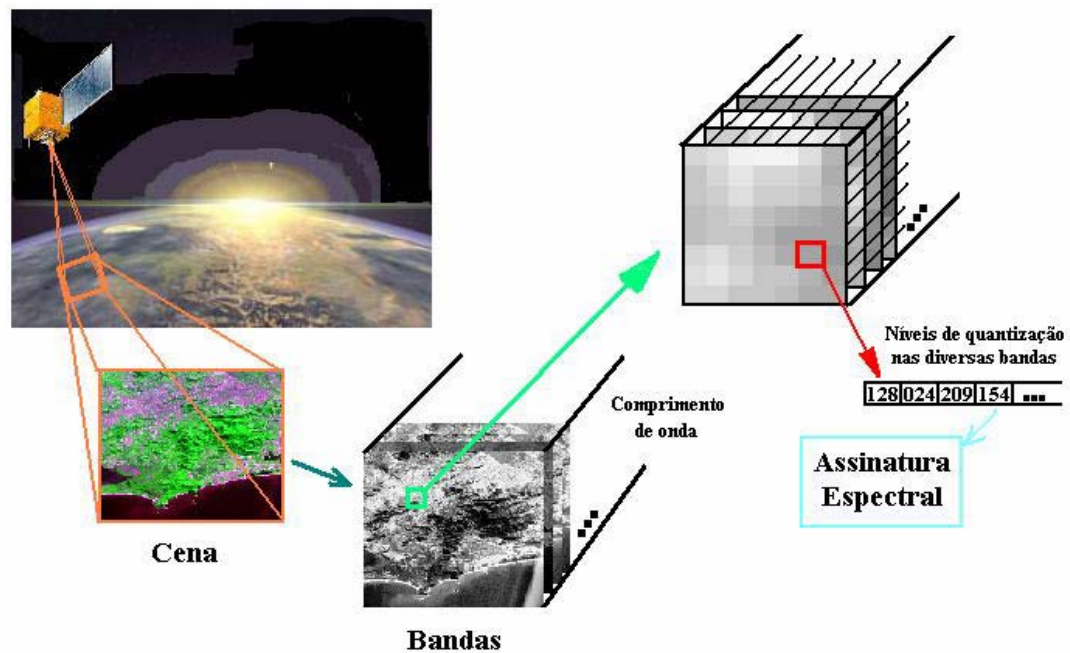 Níveis de quantização
nas diversas bandas
128 024 209 154 ...
Comprimento
de onda
Assinatura
Espectral
Cena
Bandas